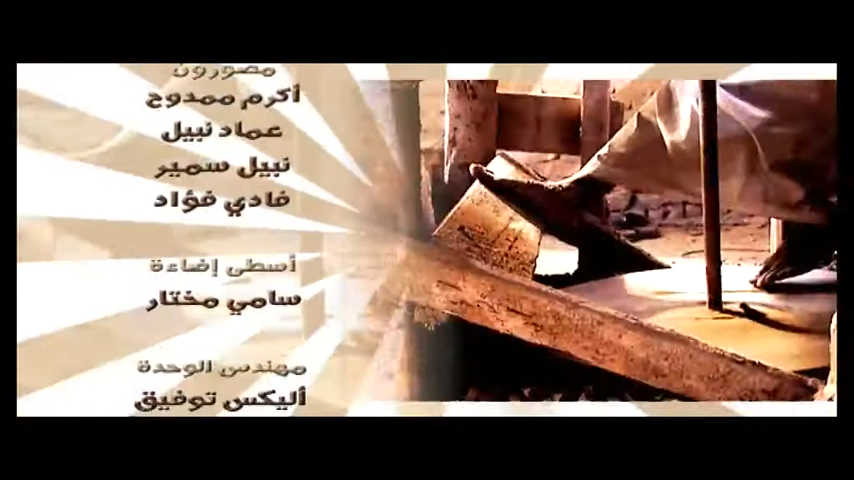 مصورون
أكرم ممدوح
عماد نبيل
نبيل سمير
فادي فؤاد
أسطى إضاءة
سامي مختار
مهندس الوحدة
أليكس توفيق